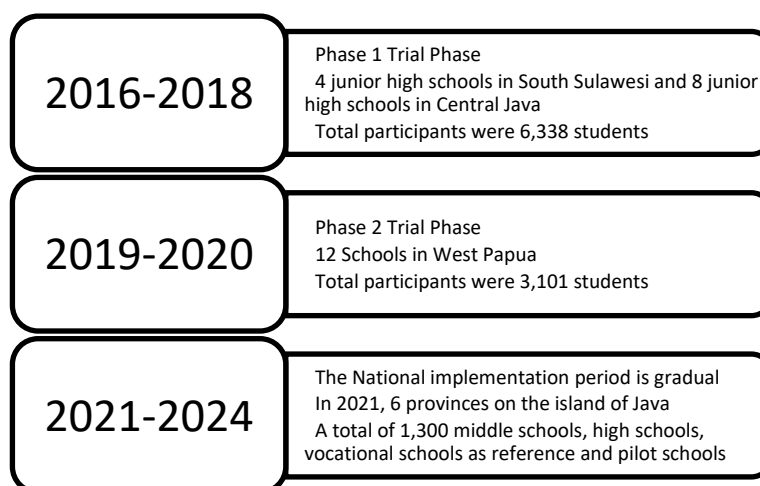 2016-2018
Phase 1 Trial Phase
4 junior high schools in South Sulawesi and 8 junior
high schools in Central Java
Total participants were 6,338 students
2019-2020
Phase 2 Trial Phase
12 Schools in West Papua
Total participants were 3,101 students
2021-2024
The National implementation period is gradual
In 2021, 6 provinces on the island of Java
A total of 1,300 middle schools, high schools,
vocational schools as reference and pilot schools